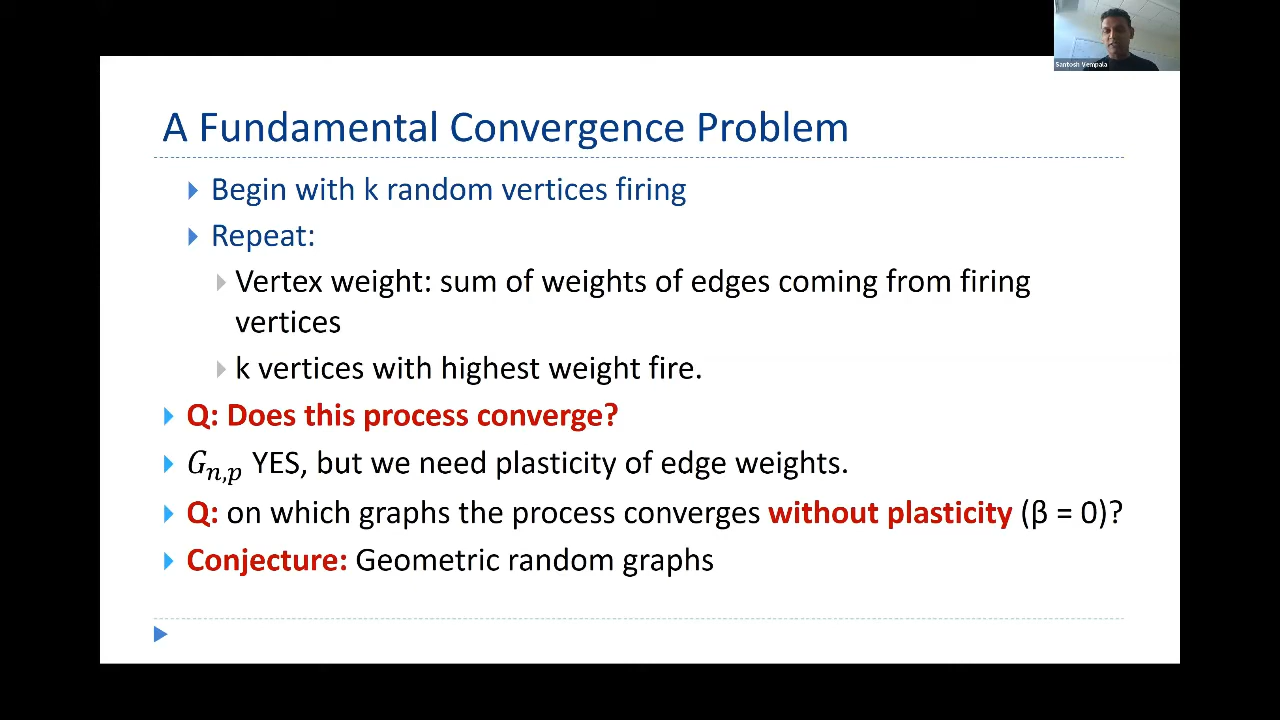 Santosh Vempala
A Fundamental Convergence Problem
Begin with k random vertices firing
Repeat:
Vertex weight: sum of weights of edges coming from firing
vertices
k vertices with highest weight fire.
Q: Does this process converge?
$G_{n,p}$ YES, but we need plasticity of edge weights.
Q: on which graphs the process converges without plasticity (β = 0)?
Conjecture: Geometric random graphs